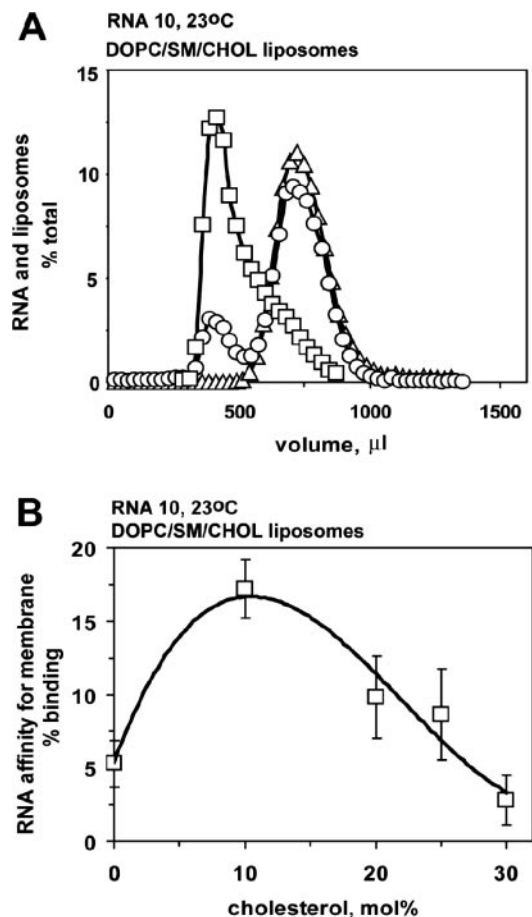 A
RNA 10, 23ºC
DOPC/SM/CHOL liposomes
RNA and liposomes
% total
15
10
5
0
0
500
1000
1500
volume, µl
B
RNA 10, 23ºC
DOPC/SM/CHOL liposomes
RNA affinity for membrane
% binding
20
15
10
5
0
0
10
20
30
cholesterol, mol%